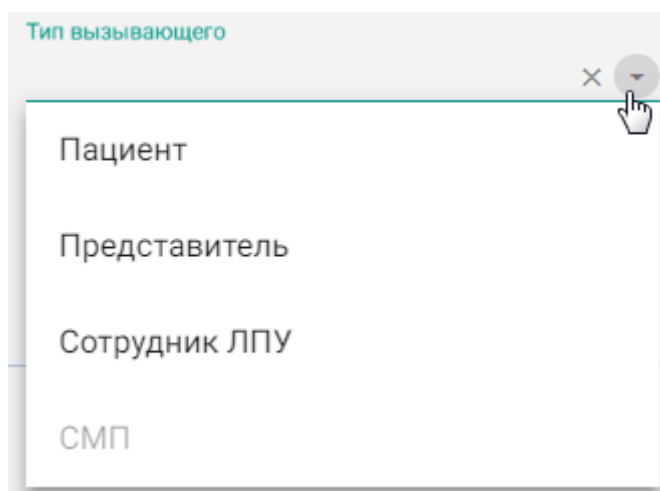 Тип вызывающего
Пациент
Представитель
Сотрудник ЛПУ
СМП